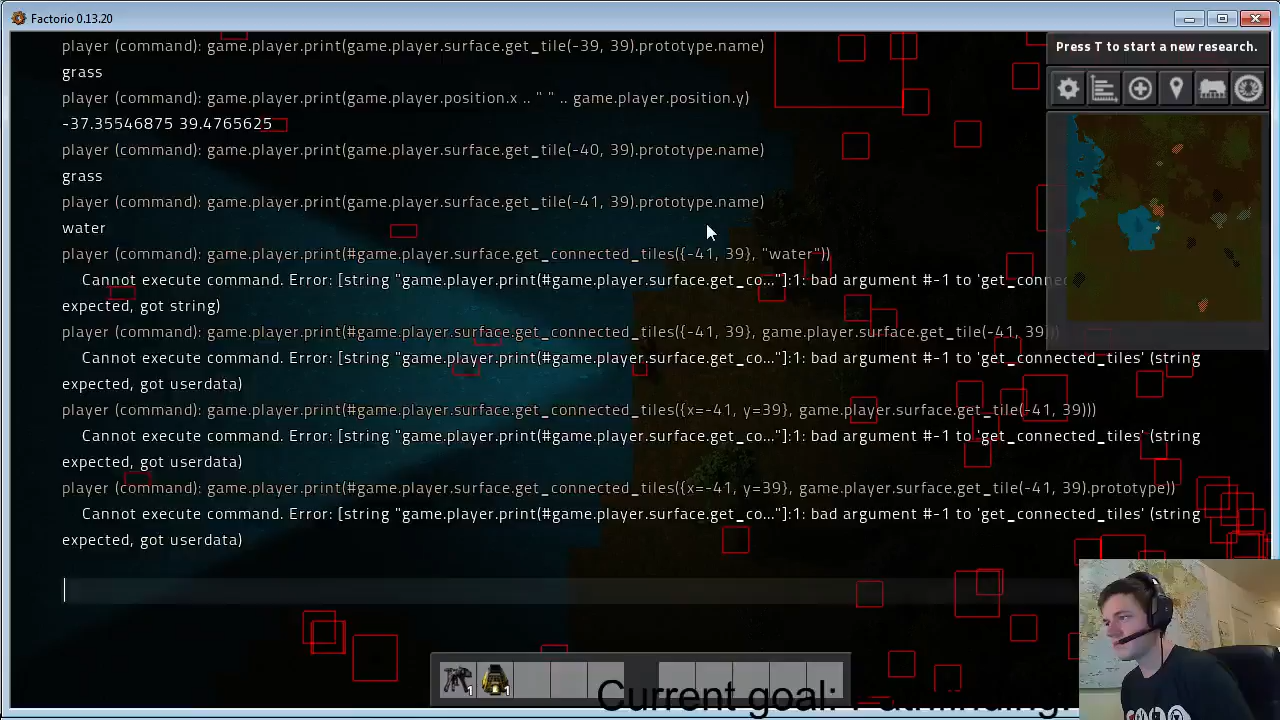 Factorio 0.13.20
player (command): game.player.print(game.player.surface.get_tile(-39, 39).prototype.name)
Press T to start a new research.
grass
player (command): game.player.print(game.player.position.x .. " " .. game.player.position.y)
-37.35546875 39.4765625
player (command): game.player.print(game.player.surface.get_tile(-40, 39).prototype.name)
grass
player (command): game.player.print(game.player.surface.get_tile(-41, 39).prototype.name)
water
player (command): game.player.print(#game.player.surface.get_connected_tiles({-41, 39}, "water"))
Cannot execute command. Error: [string "game.player.print(#game.player.surface.get_co..."]:1: bad argument #-1 to 'get_conne
expected, got string)
player (command): game.player.print(#game.player.surface.get_connected_tiles({-41, 39}, game.player.surface.get_tile(-41, 39)))
Cannot execute command. Error: [string "game.player.print(#game.player.surface.get_co..."]:1: bad argument #-1 to 'get_connected_tiles' (string
expected, got userdata)
player (command): game.player.print(#game.player.surface.get_connected_tiles({x=-41, y=39}, game.player.surface.get_tile(-41, 39)))
Cannot execute command. Error: [string "game.player.print(#game.player.surface.get_co..."]:1: bad argument #-1 to 'get_connected_tiles' (string
expected, got userdata)
player (command): game.player.print(#game.player.surface.get_connected_tiles({x=-41, y=39}, game.player.surface.get_tile(-41, 39).prototype))
Cannot execute command. Error: [string "game.player.print(#game.player.surface.get_co..."]:1: bad argument #-1 to 'get_connected_tiles' (string
expected, got userdata)
1
1
Current goal: